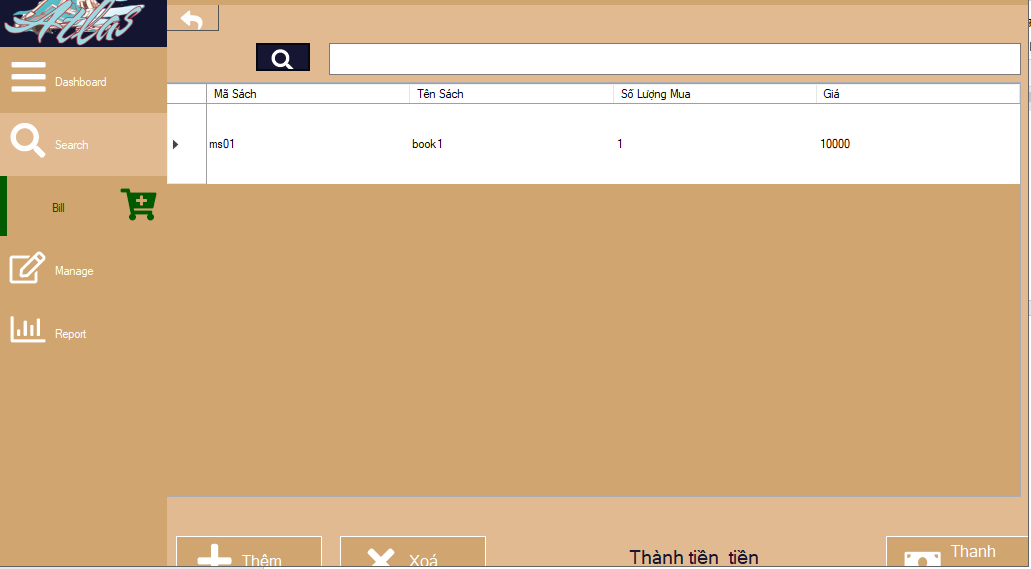 Atlas
Dashboard
Search
Bill
Manage
Report
Mã Sách Tên Sách Số Lượng Mua Giá
ms01 book1 1 10000
Thêm
Xoá
Thành tiền tiền
Thanh